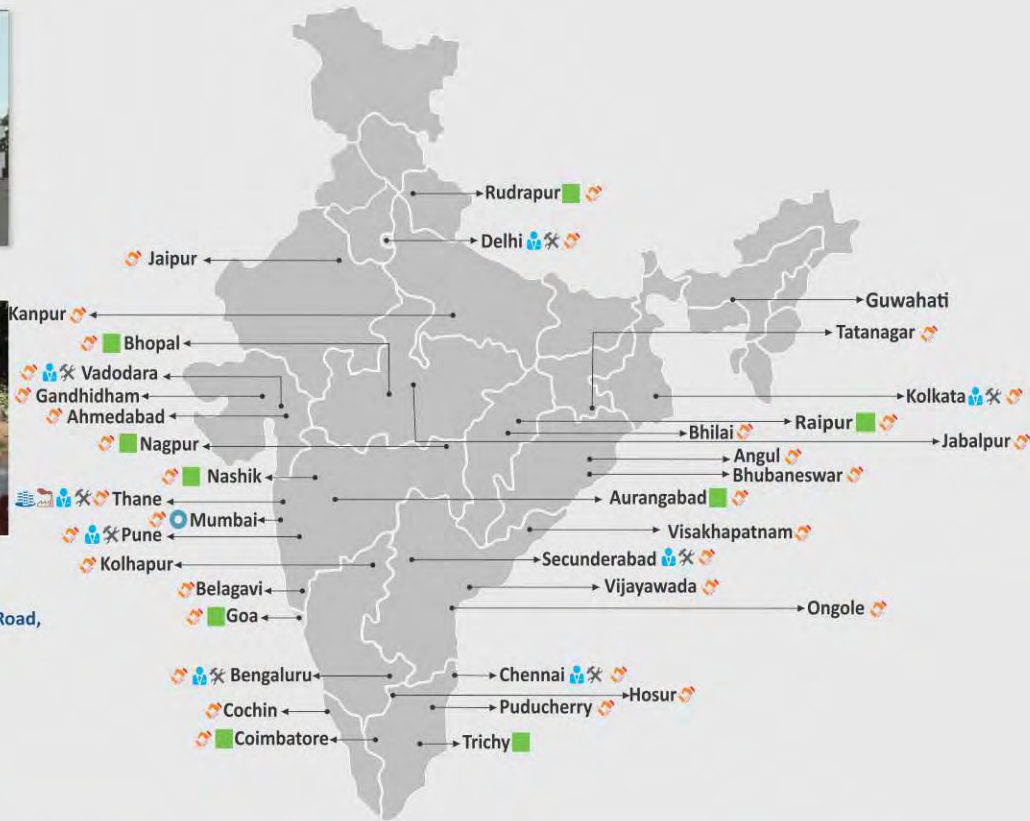 Rudrapur
Delhi
Jaipur
Guwahati
Kanpur
Tatanagar
Bhopal
Vadodara
Gandhidham
Kolkata
Ahmedabad
Raipur
Bhilai
Jabalpur
Nagpur
Angul
Nashik
Bhubaneswar
Thane
Aurangabad
Mumbai
Visakhapatnam
Pune
Secunderabad
Kolhapur
Vijayawada
Belagavi
Ongole
Goa
Road,
Bengaluru
Chennai
Hosur
Cochin
Puducherry
Coimbatore
Trichy